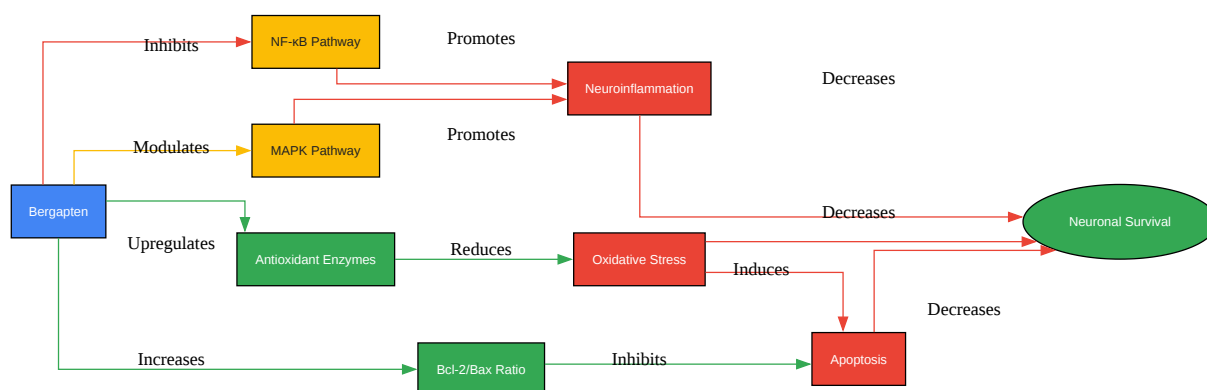 Inhibits
NF-κB Pathway
Promotes
Neuroinflammation
Decreases
Promotes
Modulates
MAPK Pathway
Bergapten
Decreases
Neuronal Survival
Upregulates
Antioxidant Enzymes
Reduces
Oxidative Stress
Induces
Decreases
Increases
Bcl-2/Bax Ratio
Inhibits
Apoptosis